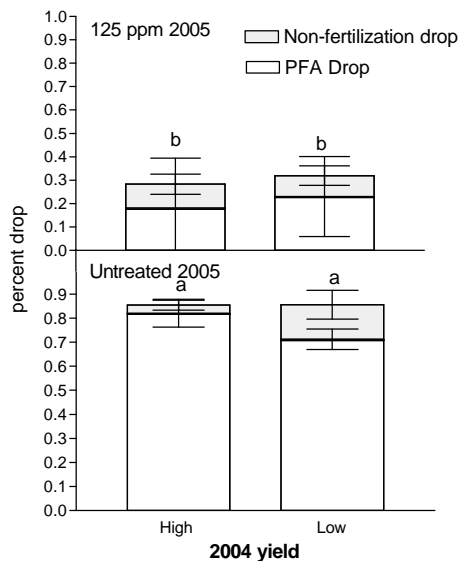 1.0
125 ppm 2005
Non-fertilization drop
0.9
0.8
PFA Drop
0.7
0.6
0.5
b
b
0.4
0.3
0.2
0.1
0.0
percent drop
Untreated 2005
a
a
0.9
0.8
0.7
0.6
0.5
0.4
0.3
0.2
0.1
0.0
High
Low
2004 yield